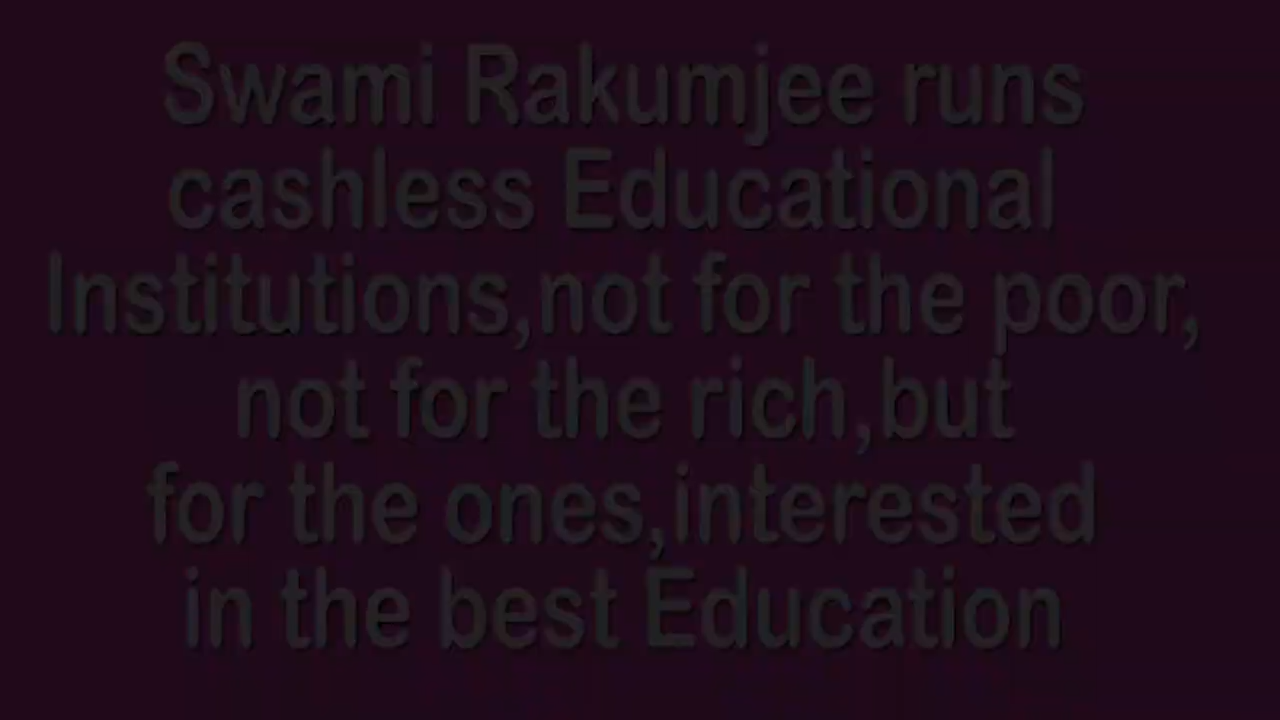 Swami Rakumjee runs
cashless Educational
Institutions,not for the poor,
not for the rich,but
for the ones,interested
in the best Education